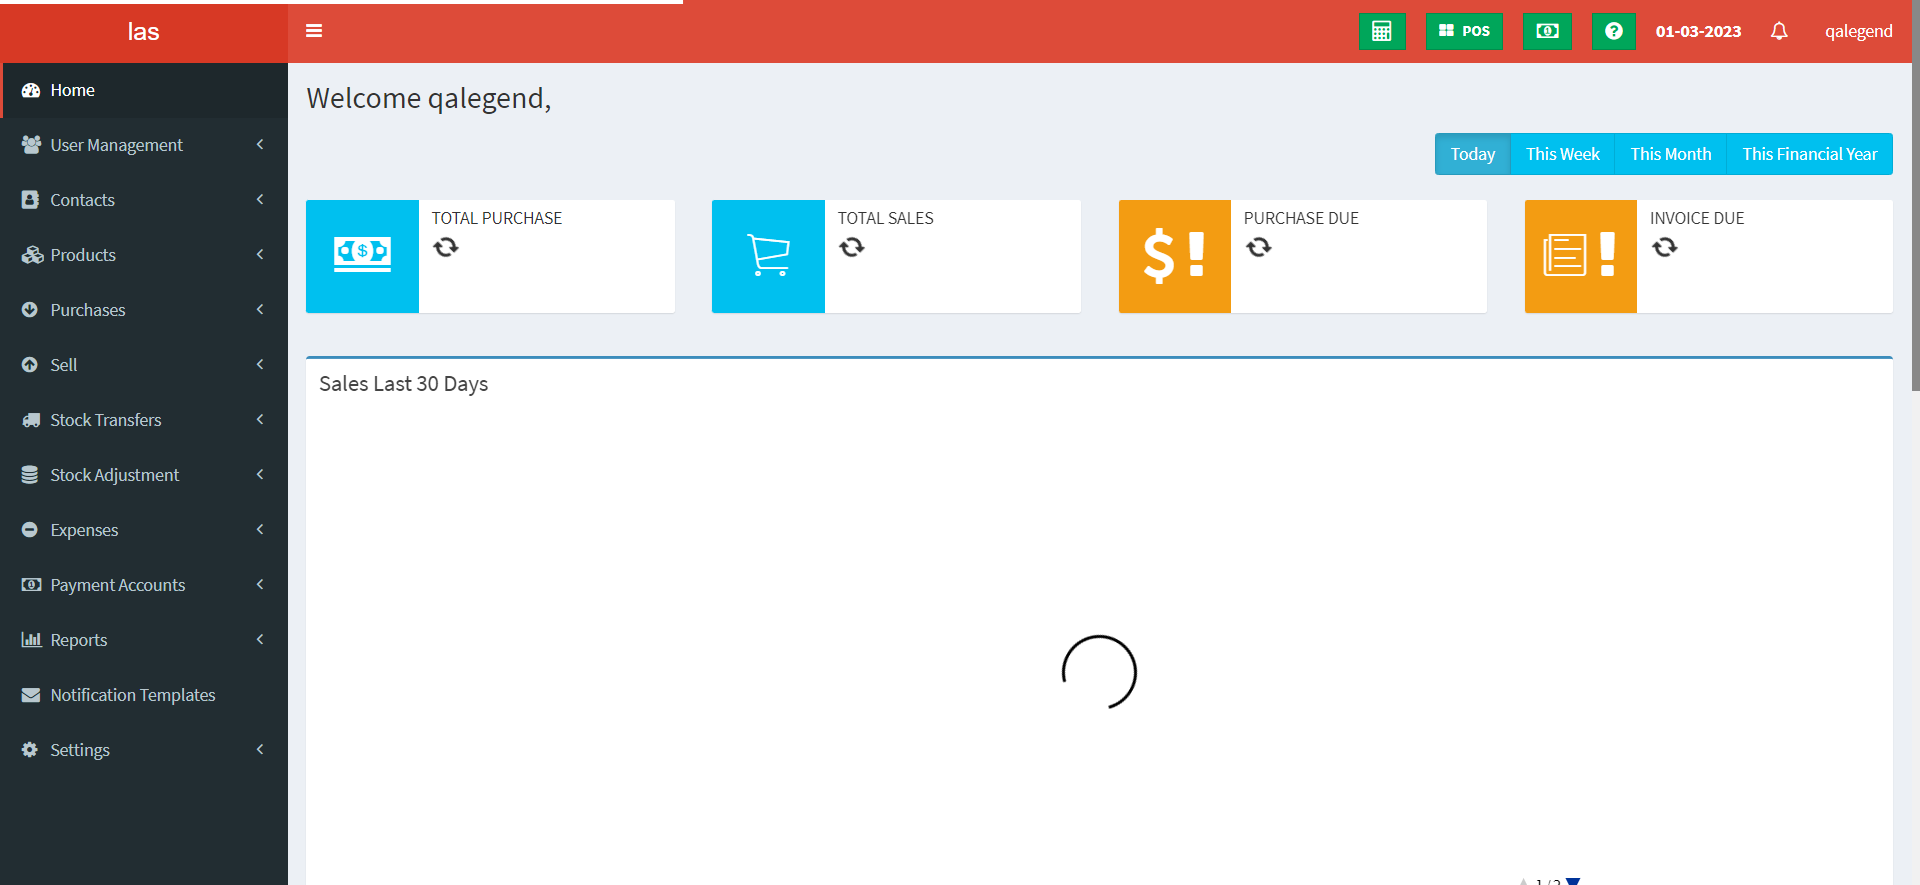 las
POS
01-03-2023
qalegend
Home
User Management
Contacts
Products
Purchases
Sell
Stock Transfers
Stock Adjustment
Expenses
Payment Accounts
Reports
Notification Templates
Settings
Welcome qalegend,
Today
This Week
This Month
This Financial Year
TOTAL PURCHASE
TOTAL SALES
PURCHASE DUE
INVOICE DUE
Sales Last 30 Days